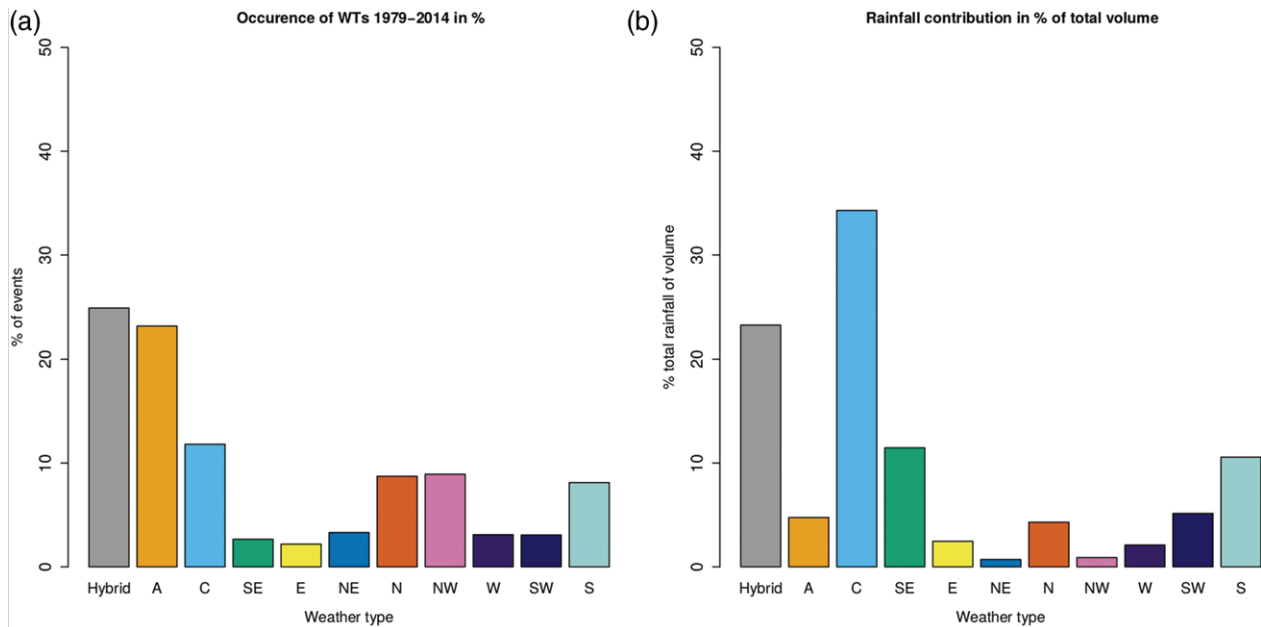 (a)
Occurence of WTs 1979–2014 in %
% of events
50
40
30
20
10
0
Hybrid A C SE E NE N NW W SW S
Weather type
(b)
Rainfall contribution in % of total volume
% total rainfall of volume
50
40
30
20
10
0
Hybrid A C SE E NE N NW W SW S
Weather type